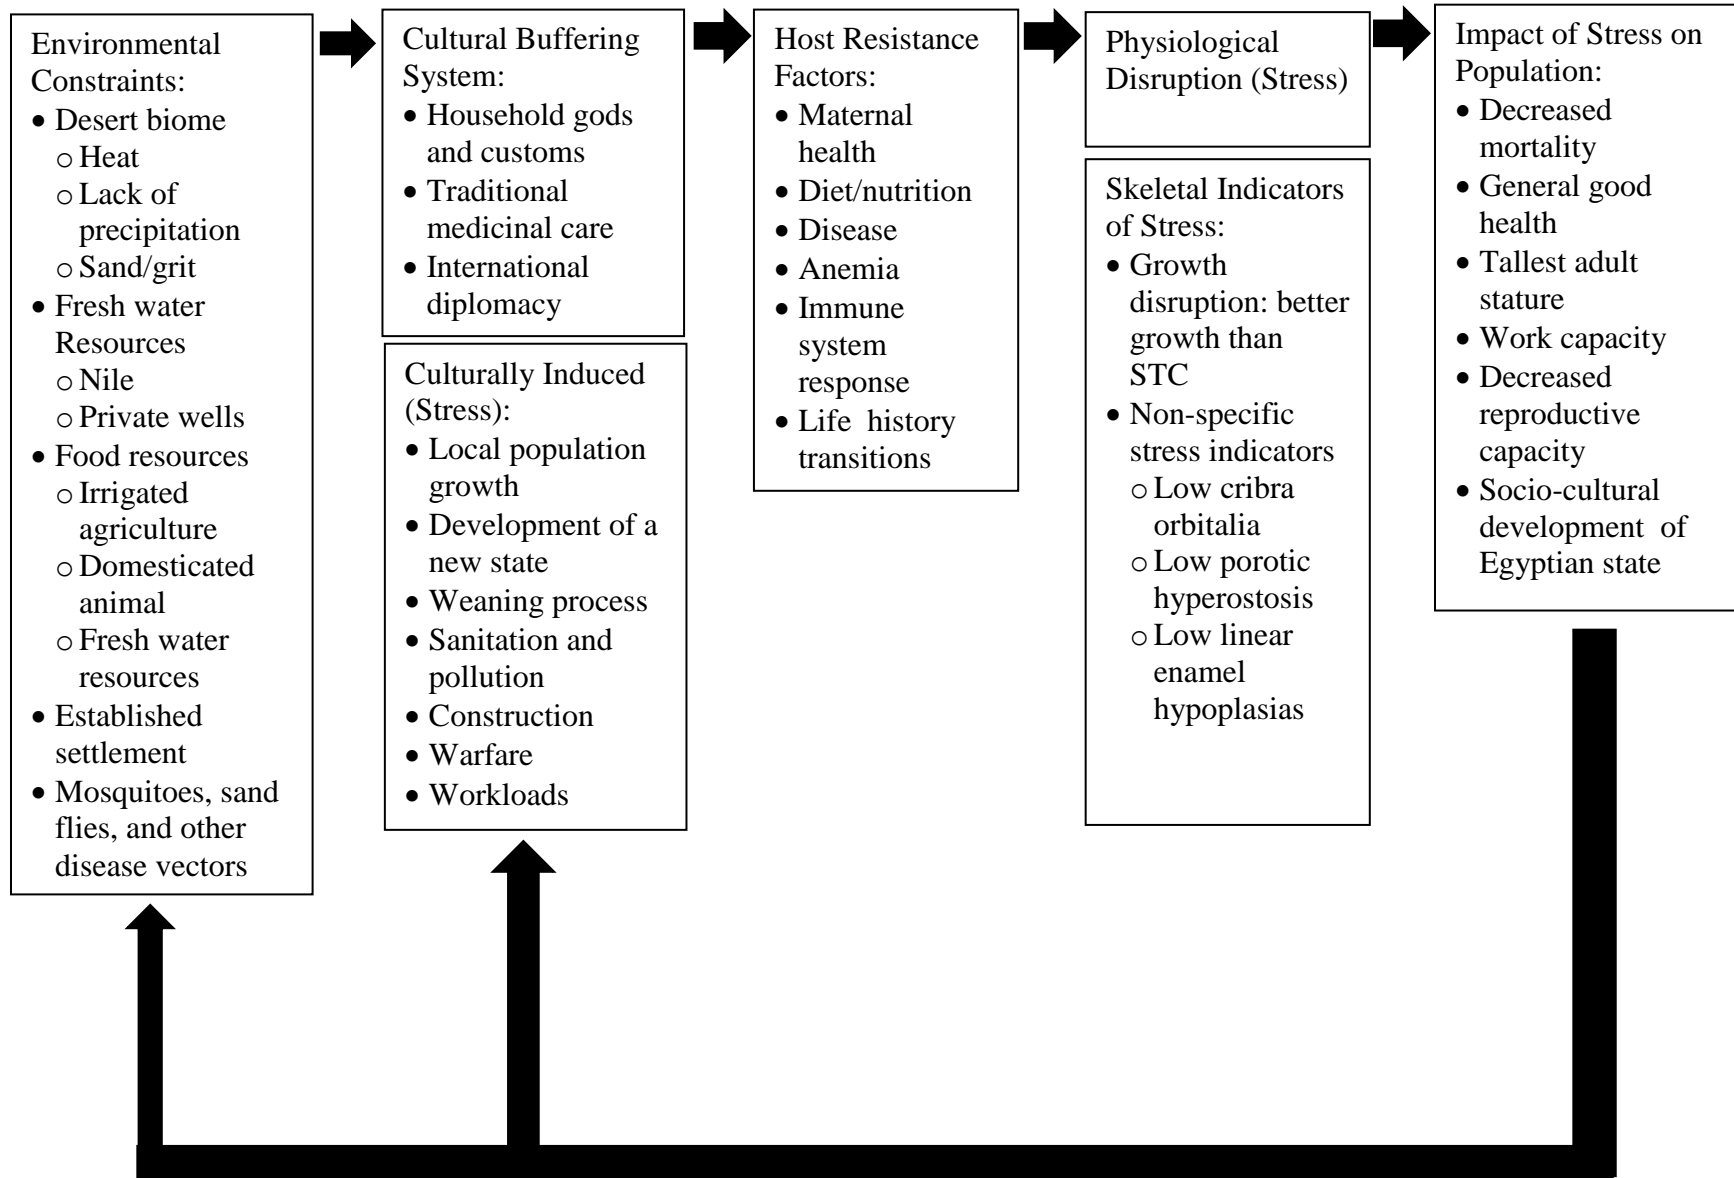 Environmental
Constraints:
• Desert biome
o Heat
o Lack of
precipitation
o Sand/grit
• Fresh water
Resources
o Nile
o Private wells
• Food resources
o Irrigated
agriculture
o Domesticated
animal
o Fresh water
resources
• Established
settlement
• Mosquitoes, sand
flies, and other
disease vectors
Cultural Buffering
System:
• Household gods
and customs
• Traditional
medicinal care
• International
diplomacy
Culturally Induced
(Stress):
• Local population
growth
• Development of a
new state
• Weaning process
• Sanitation and
pollution
• Construction
• Warfare
• Workloads
Host Resistance
Factors:
• Maternal
health
• Diet/nutrition
• Disease
• Anemia
• Immune
system
response
• Life history
transitions
Physiological
Disruption (Stress)
Skeletal Indicators
of Stress:
• Growth
disruption: better
growth than
STC
• Non-specific
stress indicators
o Low cribra
orbitalia
o Low porotic
hyperostosis
o Low linear
enamel
hypoplasias
Impact of Stress on
Population:
• Decreased
mortality
• General good
health
• Tallest adult
stature
• Work capacity
• Decreased
reproductive
capacity
• Socio-cultural
development of
Egyptian state